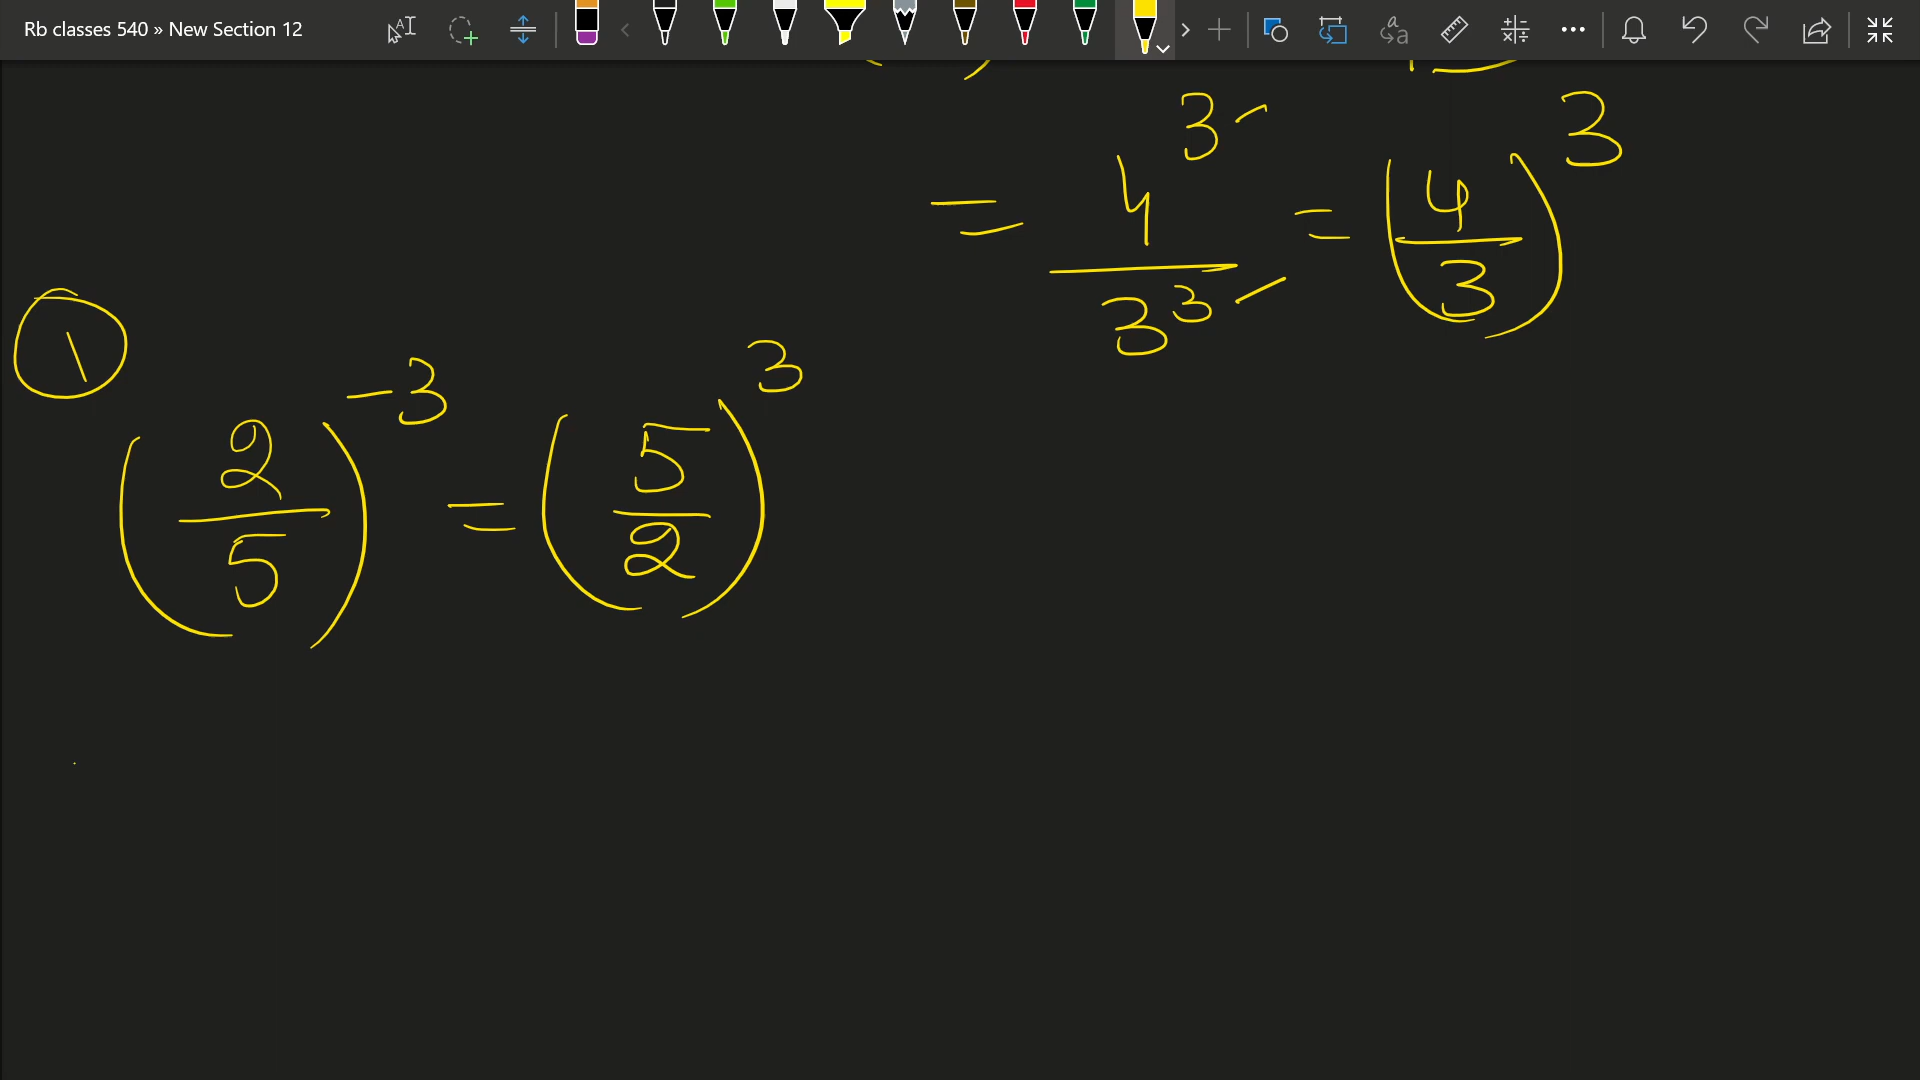 Rb classes 540 » New Section 12
= 4^3 / 3^3 = (4/3)^3
①
(2/5)^-3 = (5/2)^3